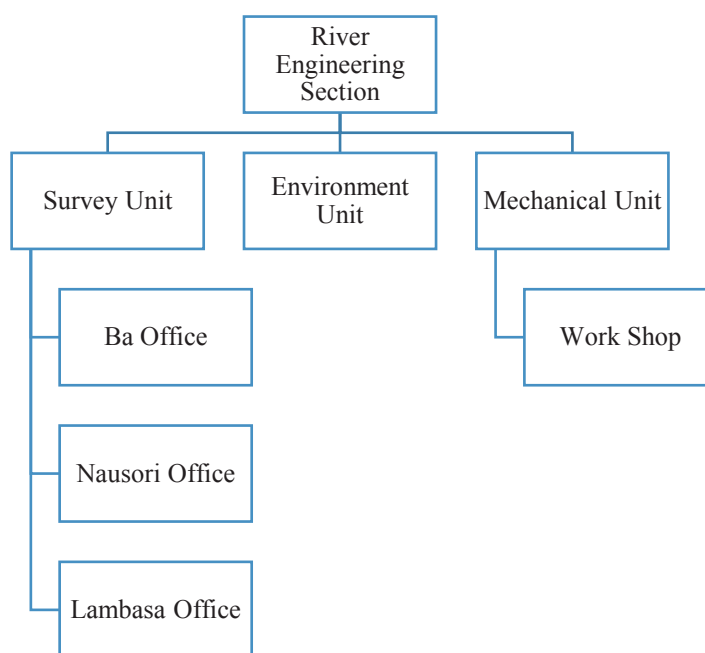 River
Engineering
Section
Survey Unit
Environment
Unit
Mechanical Unit
Ba Office
Work Shop
Nausori Office
Lambasa Office